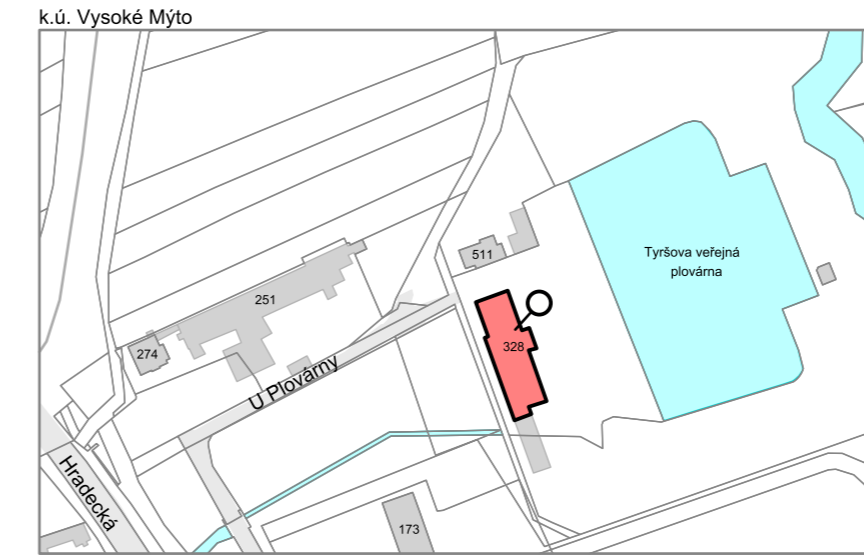 k.ú. Vysoké Mýto
511
Tyršova veřejná
plovárna
251
328
274
U Plovárny
Hradecká
173